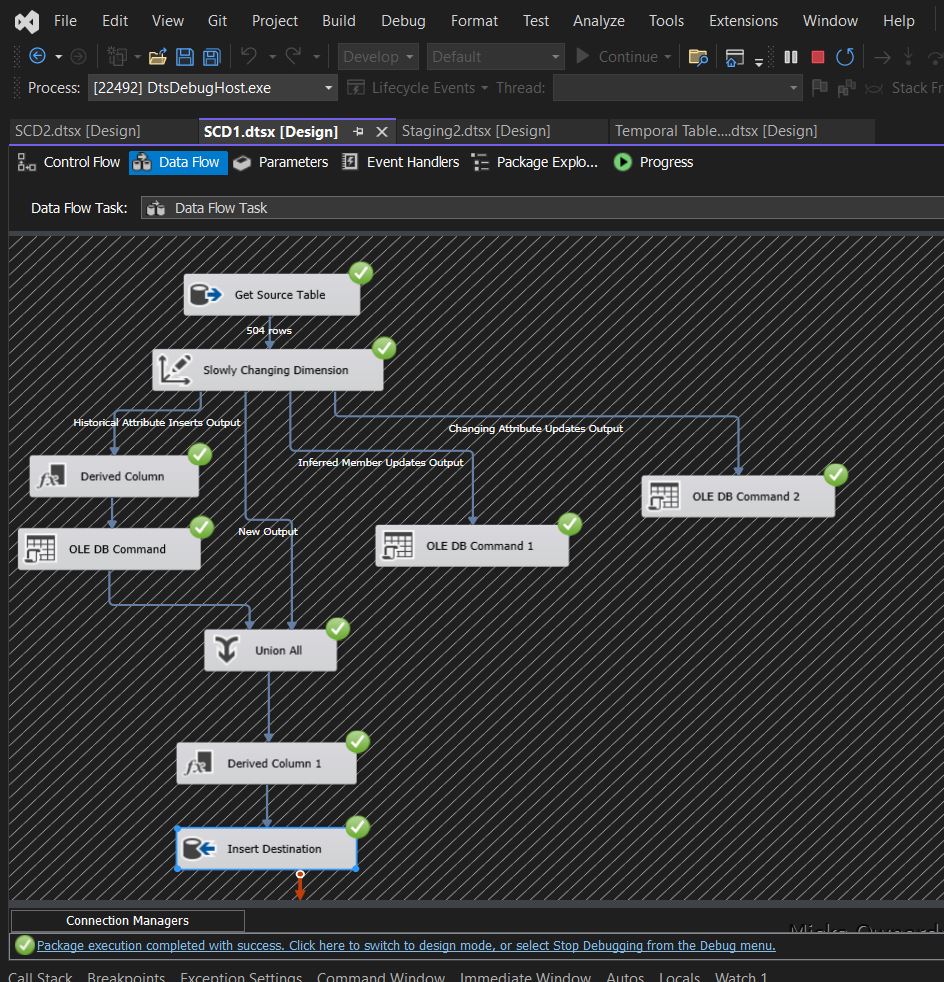 File Edit View Git Project Build Debug Format Test Analyze Tools Extensions Window Help
Develop Default Continue
Process: [22492] DtsDebugHost.exe Lifecycle Events Thread: Stack Fr
SCD2.dtsx [Design] SCD1.dtsx [Design] Staging2.dtsx [Design] Temporal Table....dtsx [Design]
Control Flow Data Flow Parameters Event Handlers Package Explo... Progress
Data Flow Task: Data Flow Task
Get Source Table
504 rows
Slowly Changing Dimension
Historical Attribute Inserts Output
Changing Attribute Updates Output
Inferred Member Updates Output
Derived Column
OLE DB Command 2
New Output
OLE DB Command
OLE DB Command 1
Union All
Derived Column 1
Insert Destination
Connection Managers
Package execution completed with success. Click here to switch to design mode, or select Stop Debugging from the Debug menu.
Call Stack Breakpoints Exception Settings Command Window Immediate Window Autos Locals Watch 1